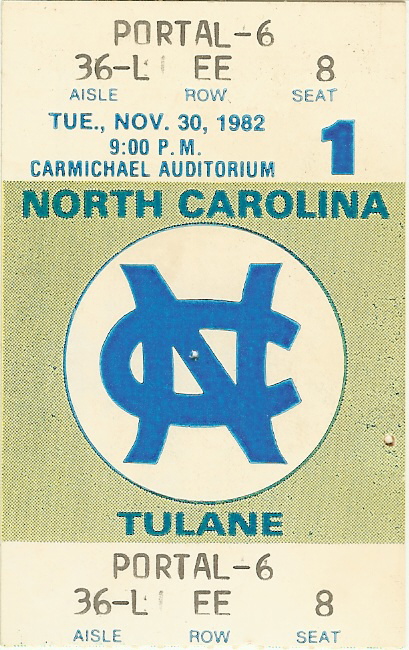 PORTAL-6
36-L EE 8
AISLE ROW SEAT
TUE., NOV. 30, 1982
9:00 P.M.
CARMICHAEL AUDITORIUM
1
NORTH CAROLINA
NC
TULANE
PORTAL-6
36-L EE 8
AISLE ROW SEAT